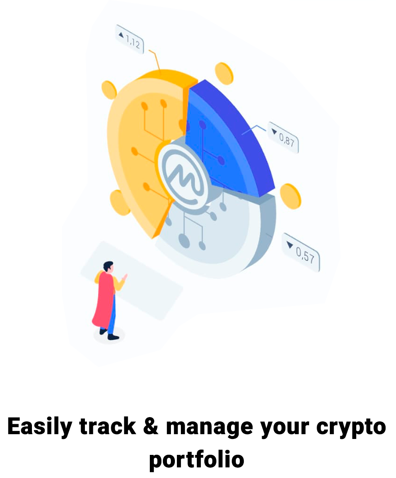 ▲ 1,12
▼ 0,87
▼ 0,57
Easily track & manage your crypto
portfolio